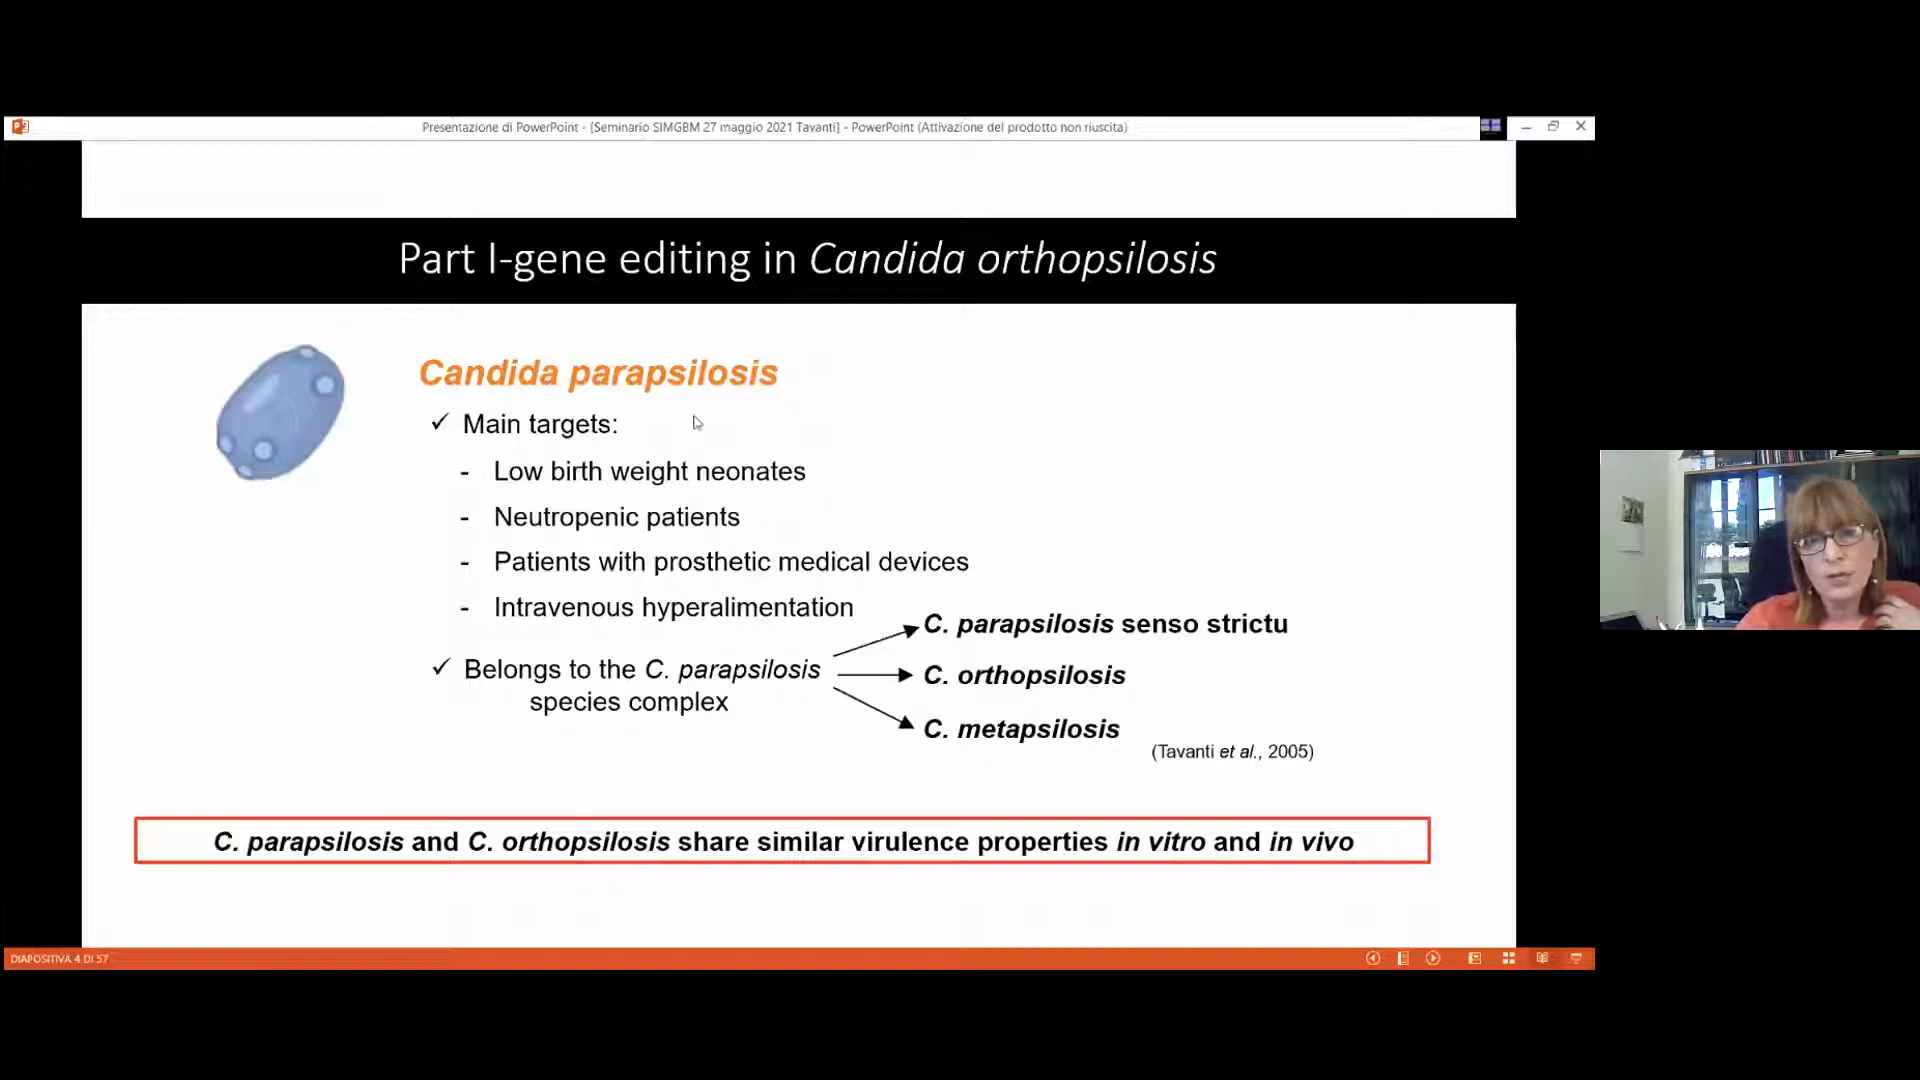 Presentazione di PowerPoint - [Seminario SIMGBM 27 maggio 2021 Tavanti] - PowerPoint (Attivazione del prodotto non riuscita)
Part I-gene editing in Candida orthopsilosis
Candida parapsilosis
✓ Main targets:
- Low birth weight neonates
- Neutropenic patients
- Patients with prosthetic medical devices
- Intravenous hyperalimentation
✓ Belongs to the C. parapsilosis
species complex
C. parapsilosis senso strictu
C. orthopsilosis
C. metapsilosis
(Tavanti et al., 2005)
C. parapsilosis and C. orthopsilosis share similar virulence properties in vitro and in vivo
DIAPOSITIVA 4 DI 57